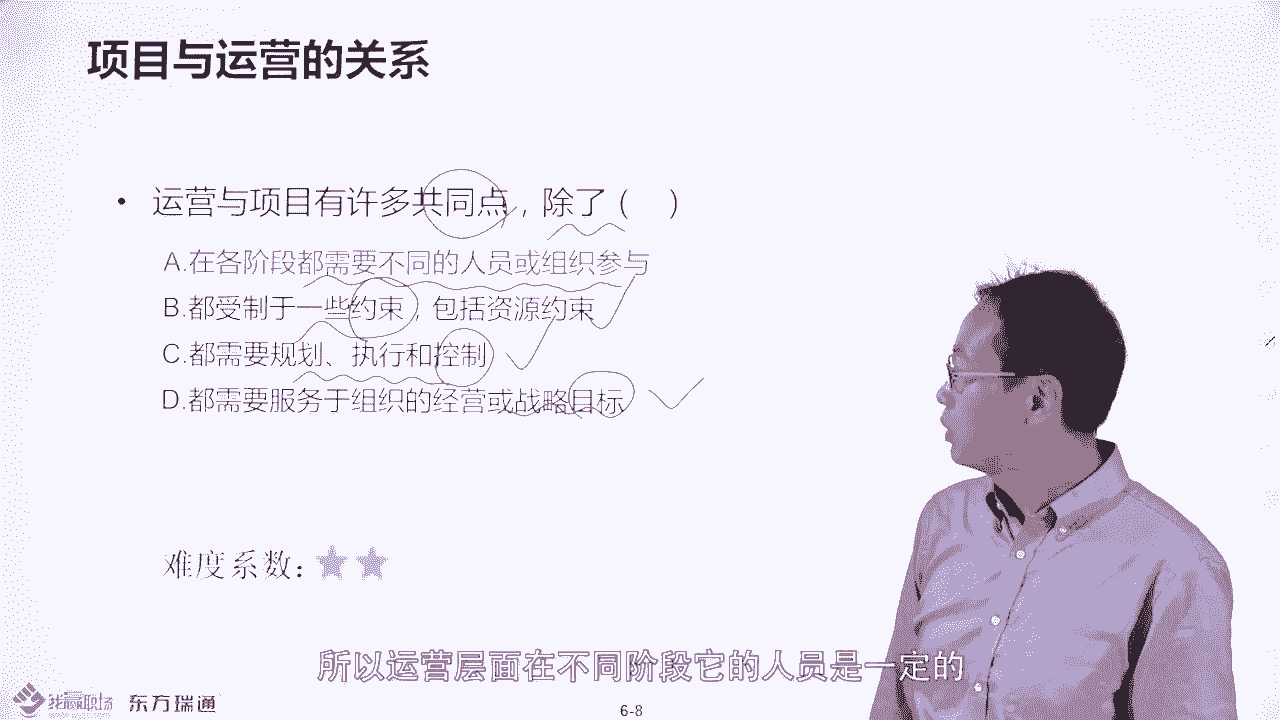 项目与运营的关系
• 运营与项目有许多共同点，除了（ ）
A.在各阶段都需要不同的人员或组织参与
B.都受制于一些约束，包括资源约束
C.都需要规划、执行和控制
D.都需要服务于组织的经营或战略目标
难度系数：
所以运营层面在不同阶段它的人员是一定的
我赢职场 东方瑞通
6-8